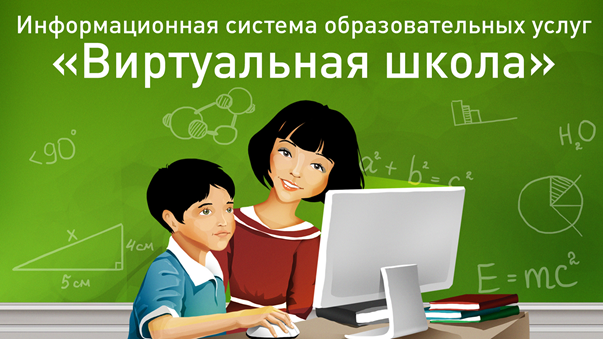 Информационная система образовательных услуг
«Виртуальная школа»
<90°
a² + b² = c²
H₂O
x
4см
5см
E = mc²